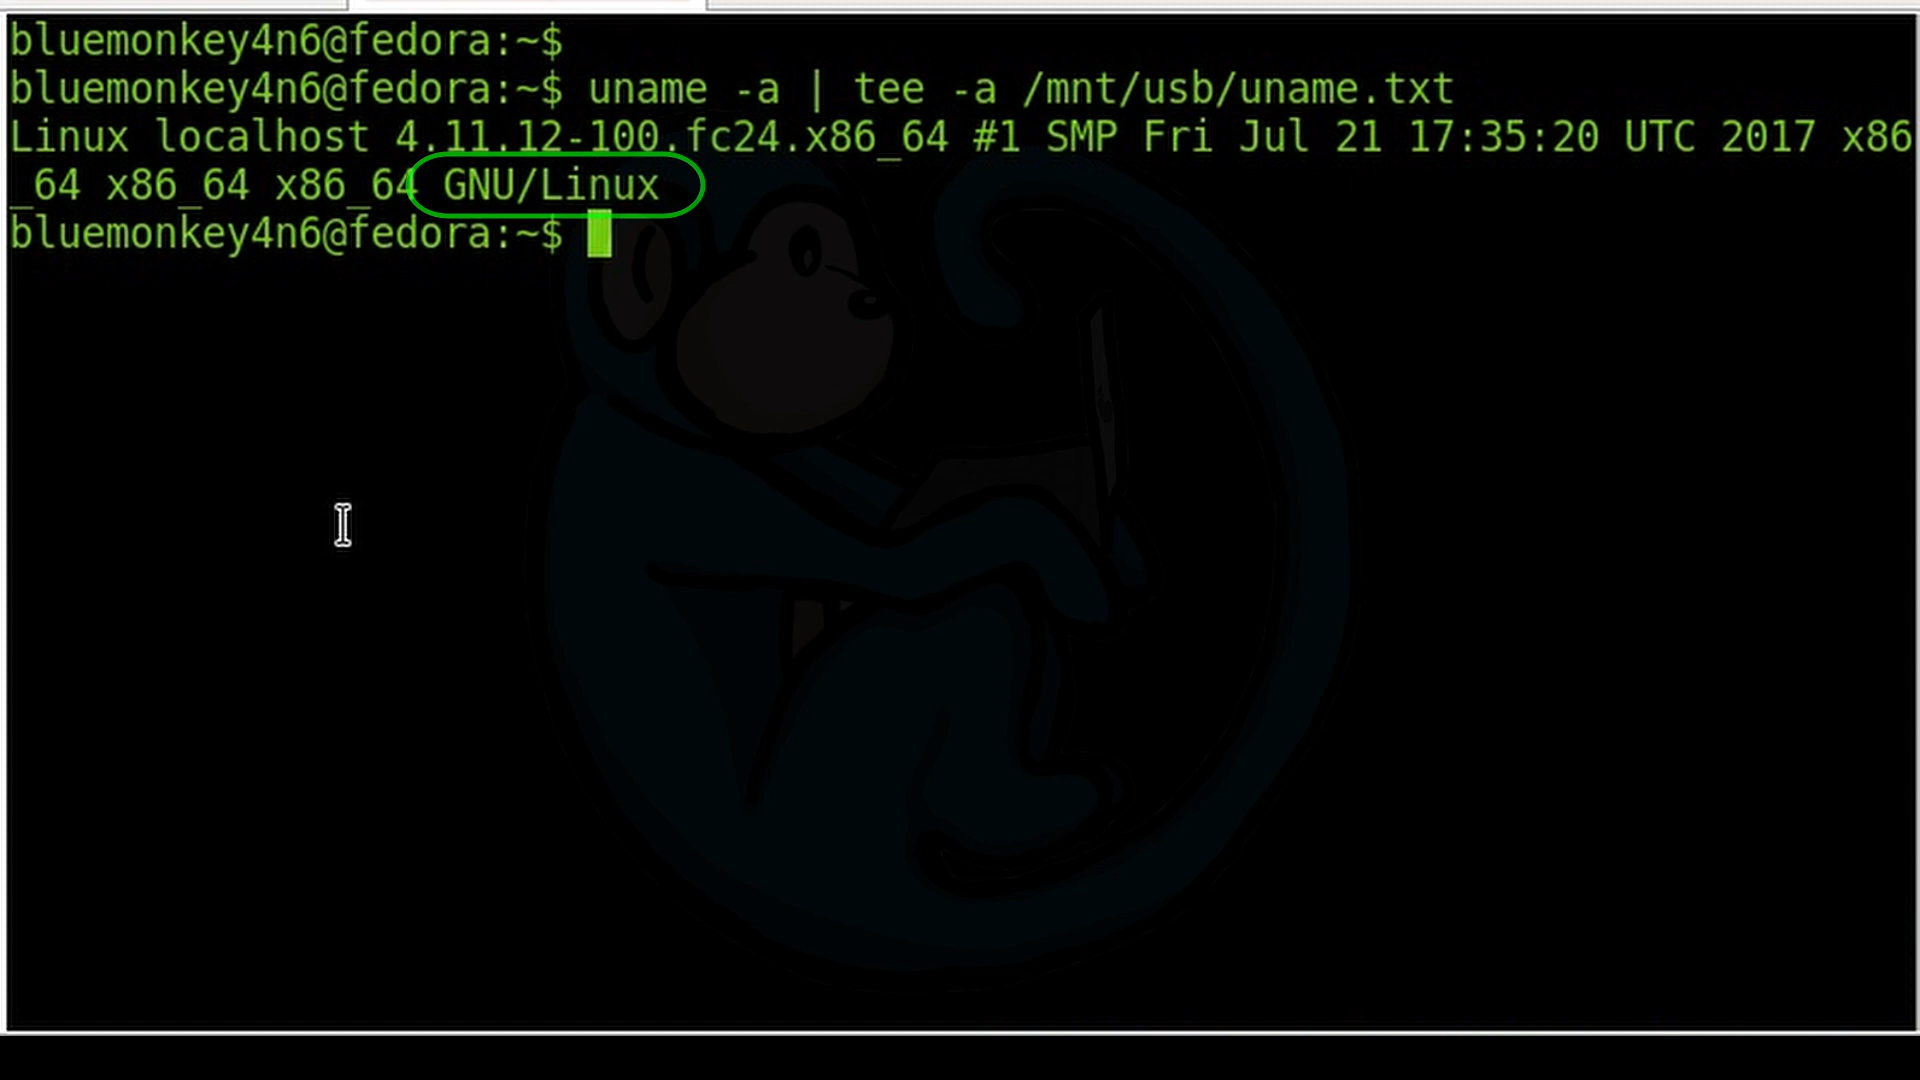 bluemonkey4n6@fedora:~$
bluemonkey4n6@fedora:~$ uname -a | tee -a /mnt/usb/uname.txt
Linux localhost 4.11.12-100.fc24.x86_64 #1 SMP Fri Jul 21 17:35:20 UTC 2017 x86
_64 x86_64 x86_64 GNU/Linux
bluemonkey4n6@fedora:~$